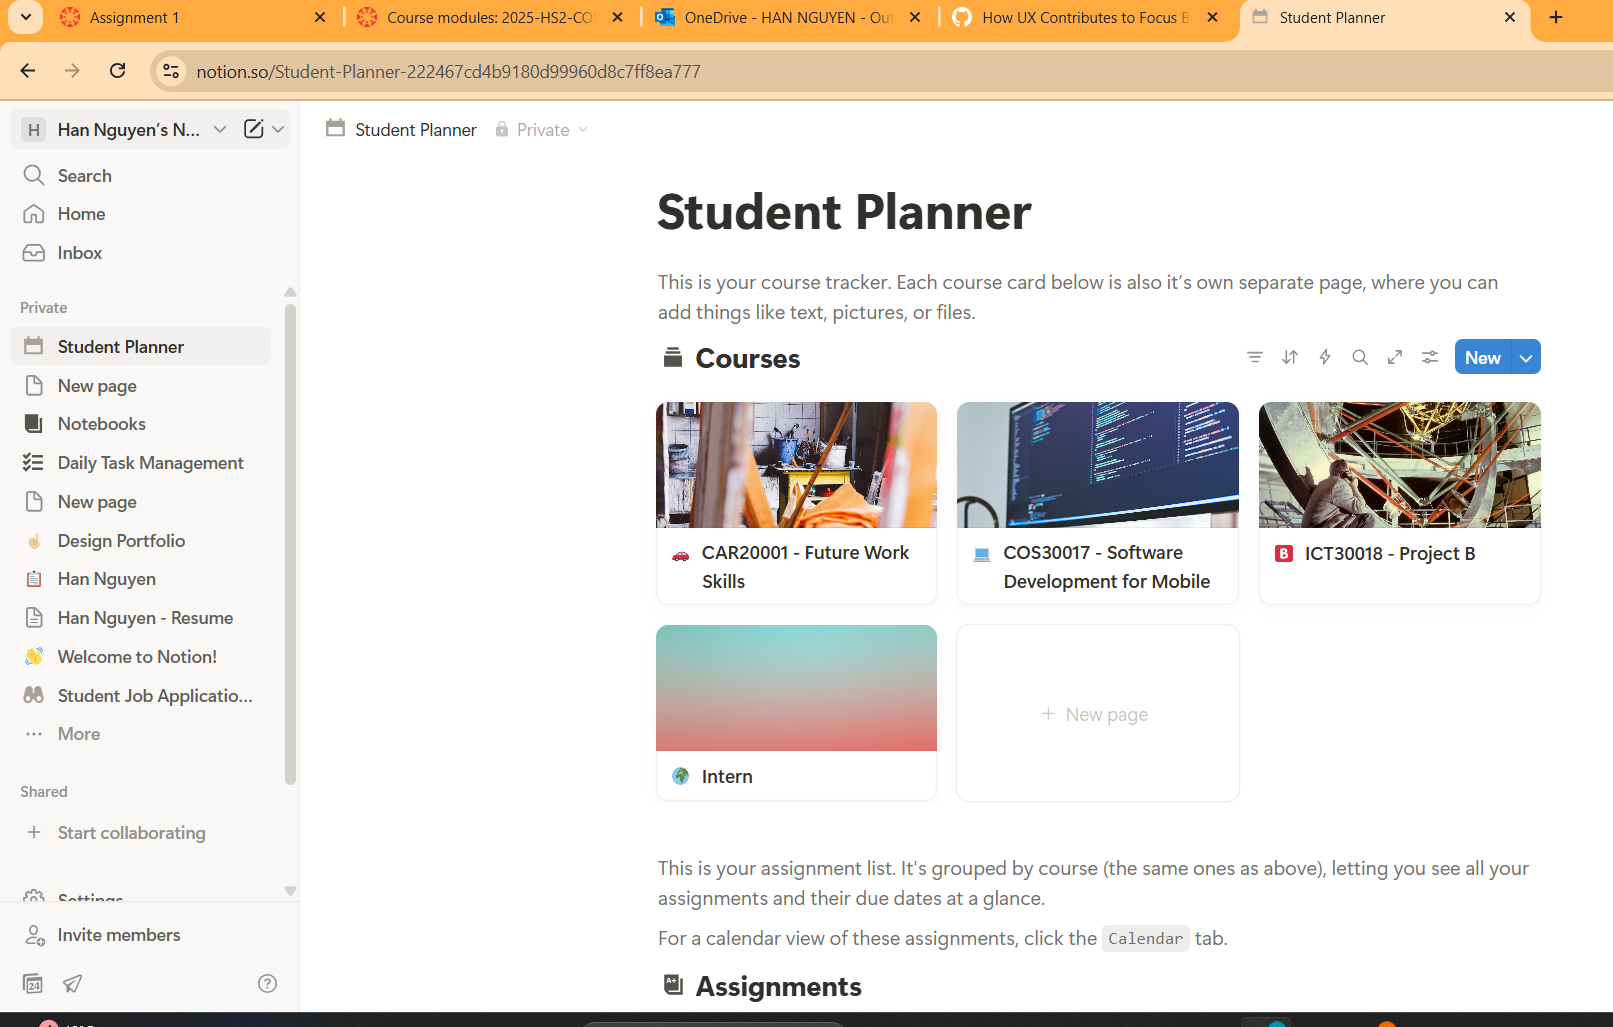 Assignment 1
Course modules: 2025-HS2-COS
OneDrive - HAN NGUYEN - Out
How UX Contributes to Focus B
Student Planner
notion.so/Student-Planner-222467cd4b9180d99960d8c7ff8ea777
H Han Nguyen’s N...
Student Planner Private
Search
Home
Inbox
Private
Student Planner
New page
Notebooks
Daily Task Management
New page
Design Portfolio
Han Nguyen
Han Nguyen - Resume
Welcome to Notion!
Student Job Applicatio...
More
Shared
Start collaborating
Settings
Invite members
24
Student Planner
This is your course tracker. Each course card below is also it’s own separate page, where you can
add things like text, pictures, or files.
Courses
New
CAR20001 - Future Work
Skills
COS30017 - Software
Development for Mobile
B ICT30018 - Project B
Intern
New page
This is your assignment list. It's grouped by course (the same ones as above), letting you see all your
assignments and their due dates at a glance.
For a calendar view of these assignments, click the Calendar tab.
A+ Assignments